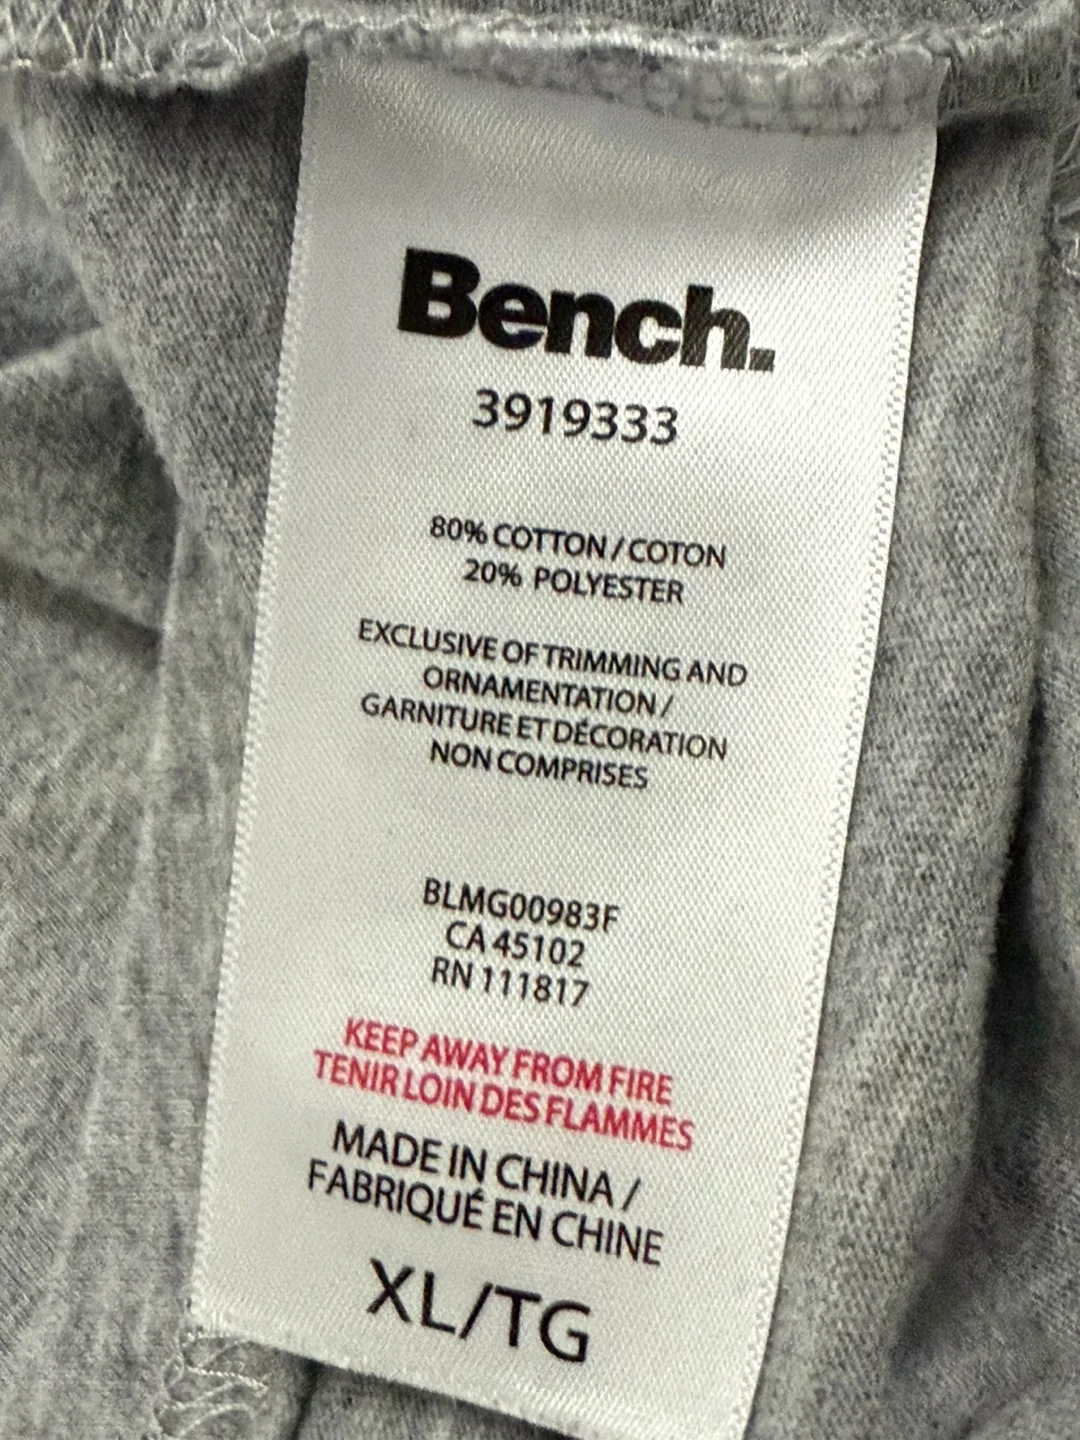 Bench.
3919333
80% COTTON / COTON
20% POLYESTER
EXCLUSIVE OF TRIMMING AND
ORNAMENTATION /
GARNITURE ET DÉCORATION
NON COMPRISES
BLMG00983F
CA 45102
RN 111817
KEEP AWAY FROM FIRE
TENIR LOIN DES FLAMMES
MADE IN CHINA /
FABRIQUÉ EN CHINE
XL/TG